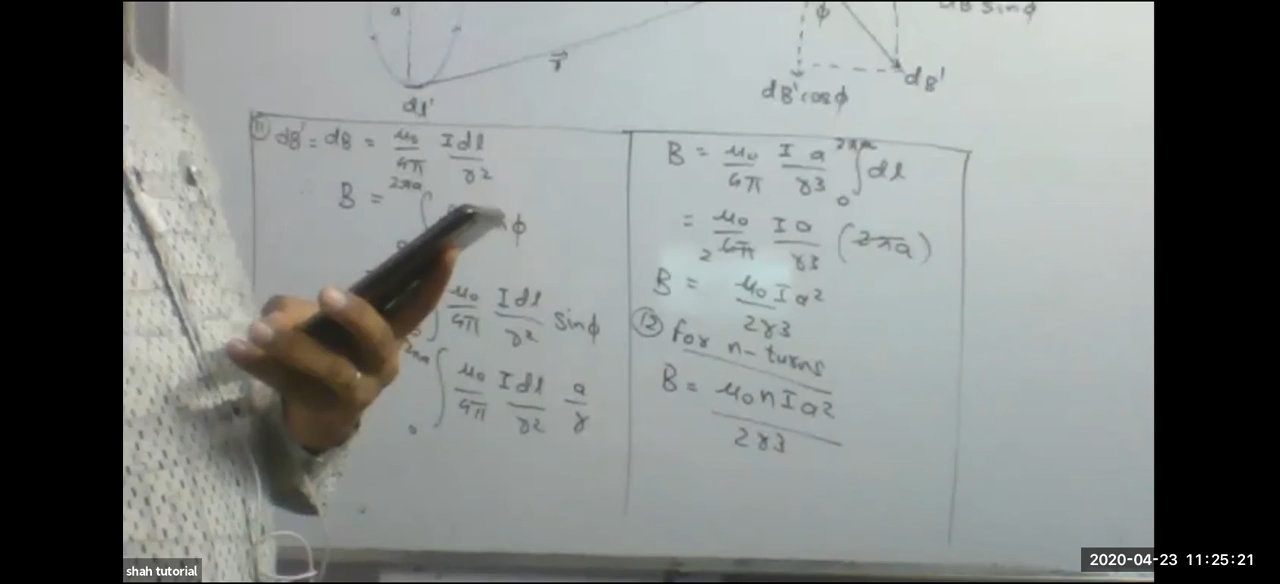 a
r
dl'
φ
dB sinφ
dB'
dB'cosφ
⑪ dB' = dB = μ₀/4π Idl/r²
B = ∫₀^2πa φ
∫ μ₀/4π Idl/r² sinφ
∫₀^2πa μ₀/4π Idl/r² a/r
B = μ₀/4π I a/r³ ∫₀^2πa dl
= μ₀/4π Ia/r³ (2πa)
2
B = μ₀Ia²/2r³
⑫ for n-turns
B = μ₀nIa²/2r³
shah tutorial
2020-04-23 11:25:21